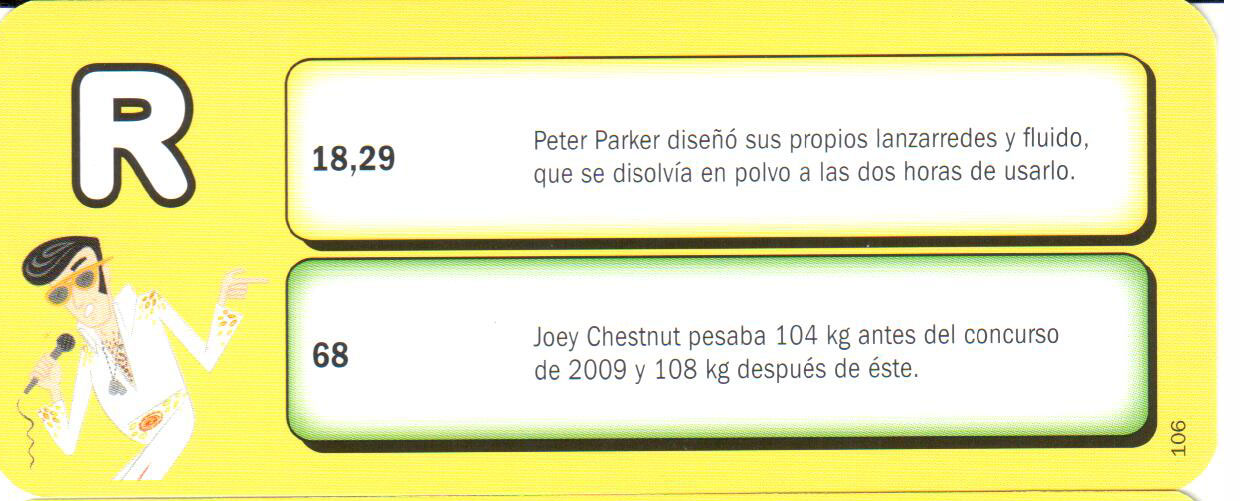 R
18,29
Peter Parker diseñó sus propios lanzarredes y fluido,
que se disolvía en polvo a las dos horas de usarlo.
68
Joey Chestnut pesaba 104 kg antes del concurso
de 2009 y 108 kg después de éste.
106